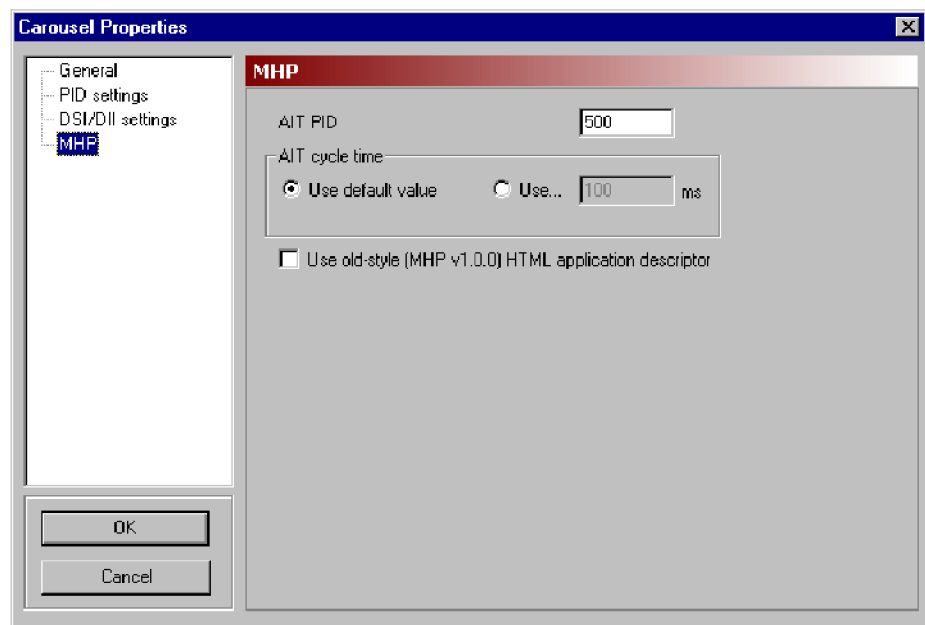 Carousel Properties
General
PID settings
DSI/DII settings
MHP
OK
Cancel
MHP
AIT PID 500
AIT cycle time
Use default value Use... 100 ms
Use old-style (MHP v1.0.0) HTML application descriptor